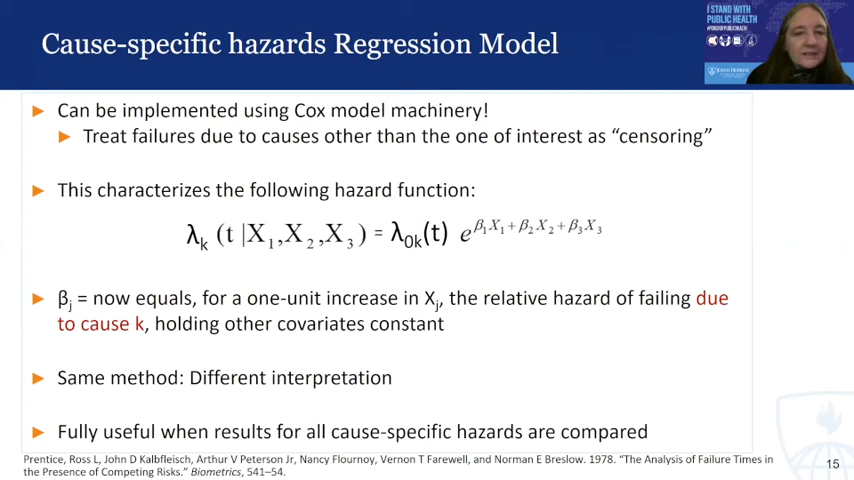 I STAND WITH
PUBLIC HEALTH
Cause-specific hazards Regression Model
JOHNS HOPKINS
► Can be implemented using Cox model machinery!
► Treat failures due to causes other than the one of interest as “censoring”
► This characterizes the following hazard function:
λk (t |X1,X2,X3) = λ0k(t) e^β1X1+β2X2+β3X3
► βj = now equals, for a one-unit increase in Xj, the relative hazard of failing due
to cause k, holding other covariates constant
► Same method: Different interpretation
► Fully useful when results for all cause-specific hazards are compared
Prentice, Ross L, John D Kalbfleisch, Arthur V Peterson Jr, Nancy Flournoy, Vernon T Farewell, and Norman E Breslow. 1978. “The Analysis of Failure Times in
the Presence of Competing Risks.” Biometrics, 541–54.
15